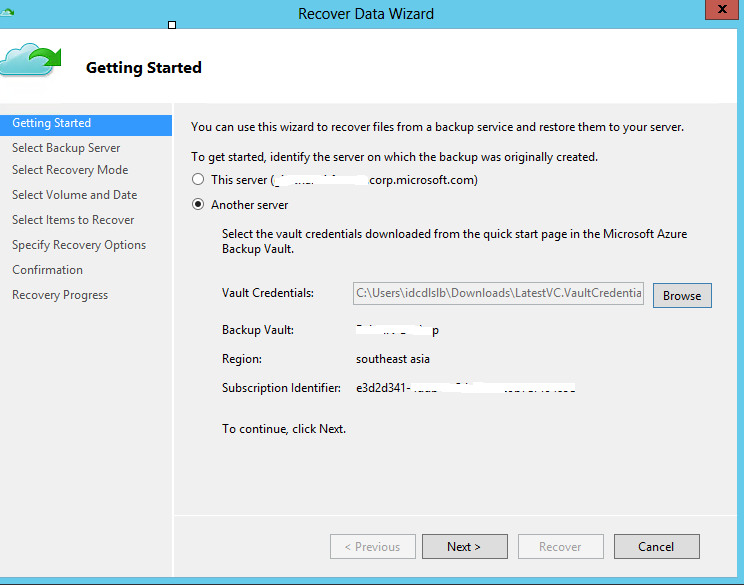 Recover Data Wizard
x
Getting Started
Getting Started
Select Backup Server
Select Recovery Mode
Select Volume and Date
Select Items to Recover
Specify Recovery Options
Confirmation
Recovery Progress
You can use this wizard to recover files from a backup service and restore them to your server.
To get started, identify the server on which the backup was originally created.
This server ( .corp.microsoft.com)
Another server
Select the vault credentials downloaded from the quick start page in the Microsoft Azure
Backup Vault.
Vault Credentials: C:\Users\idcdlslb\Downloads\LatestVC.VaultCredentia Browse
Backup Vault:
Region: southeast asia
Subscription Identifier: e3d2d341-
To continue, click Next.
< Previous Next > Recover Cancel